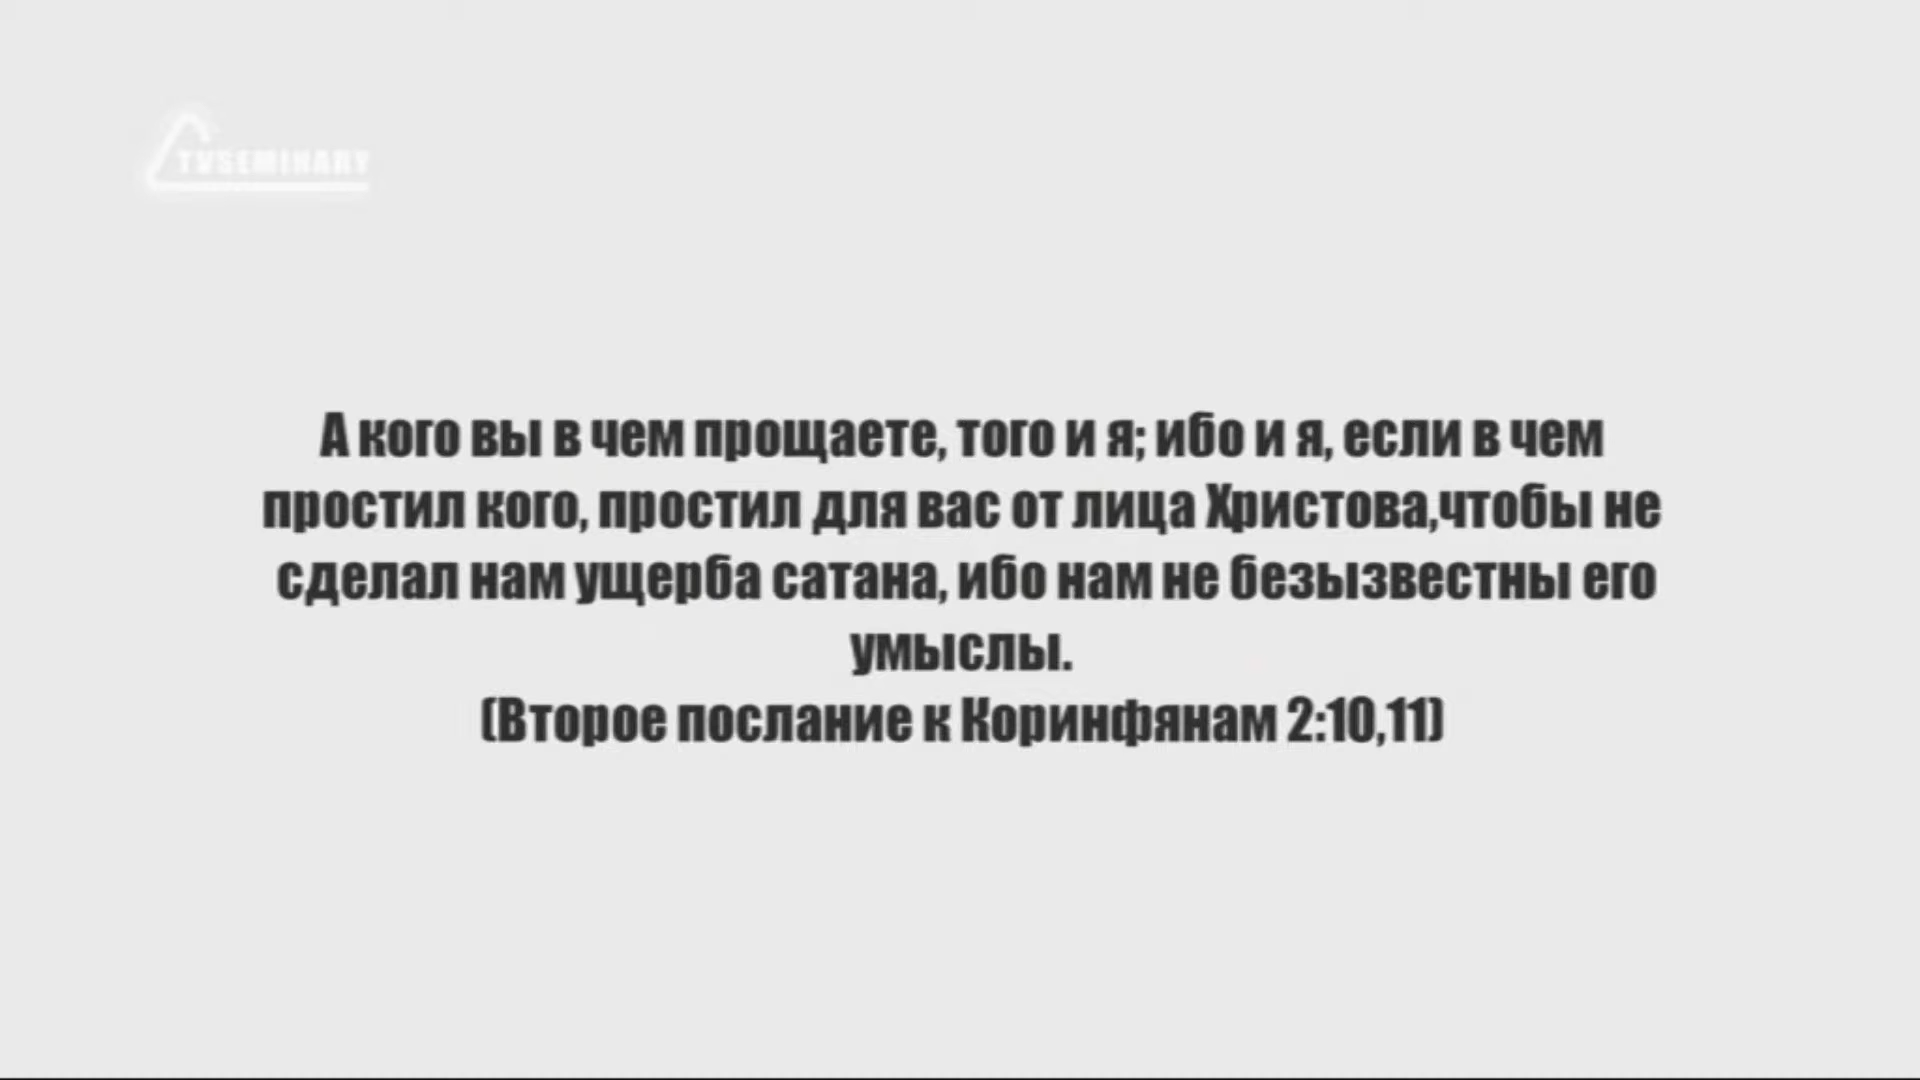 TVSEMINARY
А кого вы в чем прощаете, того и я; ибо и я, если в чем
простил кого, простил для вас от лица Христова,чтобы не
сделал нам ущерба сатана, ибо нам не безызвестны его
умыслы.
(Второе послание к Коринфянам 2:10,11)